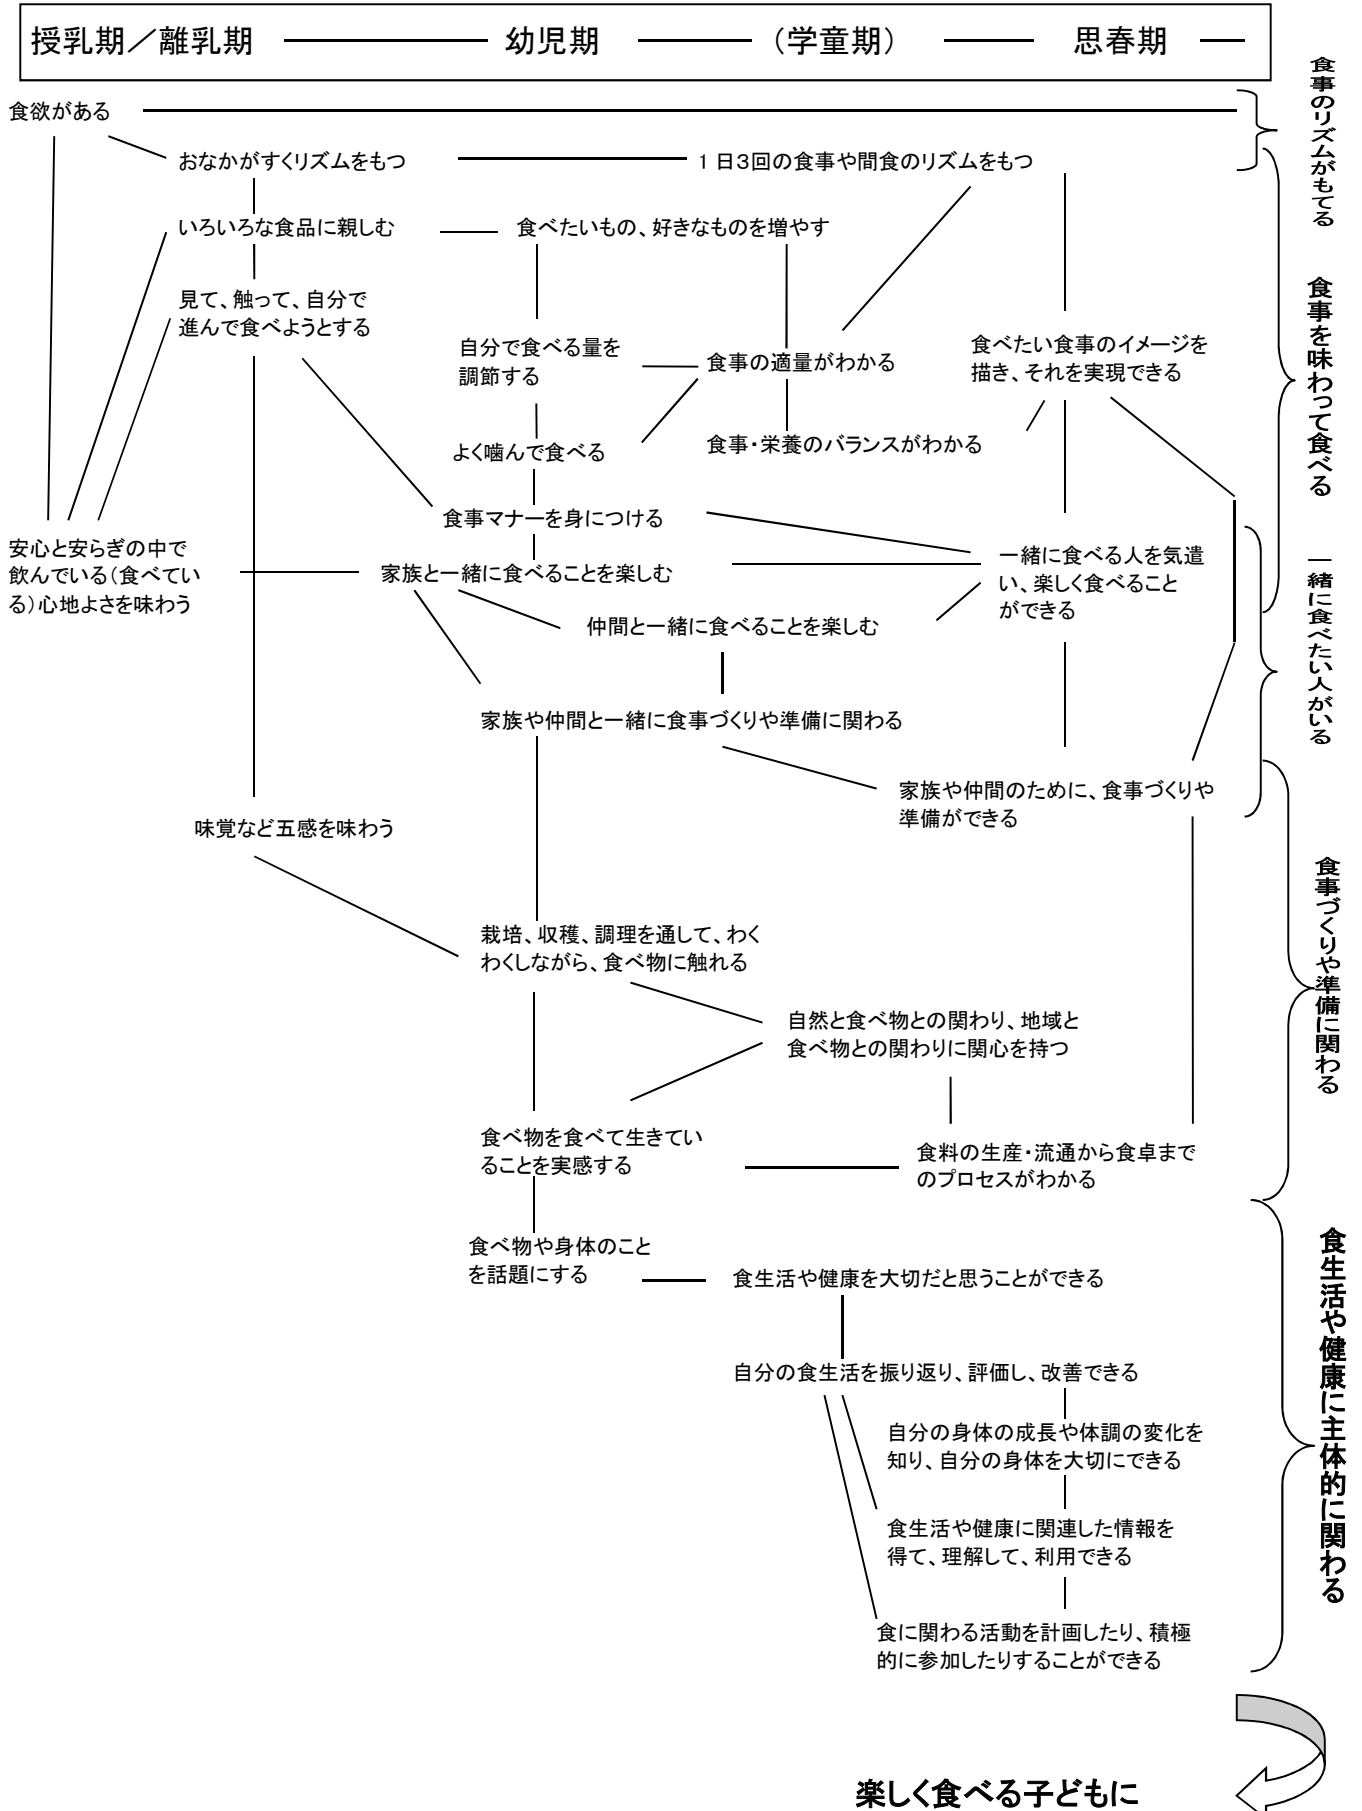 授乳期／離乳期 幼児期 （学童期） 思春期
食欲がある
おなかがすくリズムをもつ
1日3回の食事や間食のリズムをもつ
いろいろな食品に親しむ
食べたいもの、好きなものを増やす
見て、触って、自分で
進んで食べようとする
自分で食べる量を
調節する
食事の適量がわかる
食べたい食事のイメージを
描き、それを実現できる
よく噛んで食べる
食事・栄養のバランスがわかる
食事マナーを身につける
安心と安らぎの中で
飲んでいる（食べてい
る）心地よさを味わう
家族と一緒に食べることを楽しむ
一緒に食べる人を気遣
い、楽しく食べること
ができる
仲間と一緒に食べることを楽しむ
家族や仲間と一緒に食事づくりや準備に関わる
家族や仲間のために、食事づくりや
準備ができる
味覚など五感を味わう
栽培、収穫、調理を通して、わく
わくしながら、食べ物に触れる
自然と食べ物との関わり、地域と
食べ物との関わりに関心を持つ
食べ物を食べて生きてい
ることを実感する
食料の生産・流通から食卓まで
のプロセスがわかる
食べ物や身体のこと
を話題にする
食生活や健康を大切だと思うことができる
自分の食生活を振り返り、評価し、改善できる
自分の身体の成長や体調の変化を
知り、自分の身体を大切にできる
食生活や健康に関連した情報を
得て、理解して、利用できる
食に関わる活動を計画したり、積極
的に参加したりすることができる
食事のリズムがもてる
食事を味わって食べる
一緒に食べたい人がいる
食事づくりや準備に関わる
食生活や健康に主体的に関わる
楽しく食べる子どもに